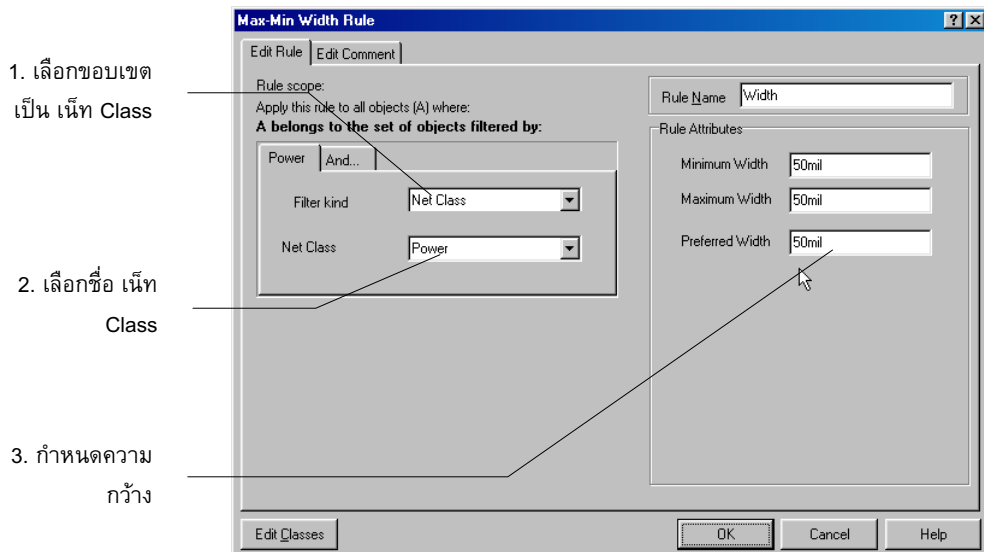 Max-Min Width Rule
Edit Rule
Edit Comment
1. เลือกขอบเขต
เป็น เน็ท Class
Rule scope:
Apply this rule to all objects (A) where:
A belongs to the set of objects filtered by:
Power
And...
Filter kind
Net Class
Net Class
Power
Rule Name
Width
Rule Attributes
Minimum Width
50mil
Maximum Width
50mil
Preferred Width
50mil
2. เลือกชื่อ เน็ท
Class
3. กำหนดความ
กว้าง
Edit Classes
OK
Cancel
Help